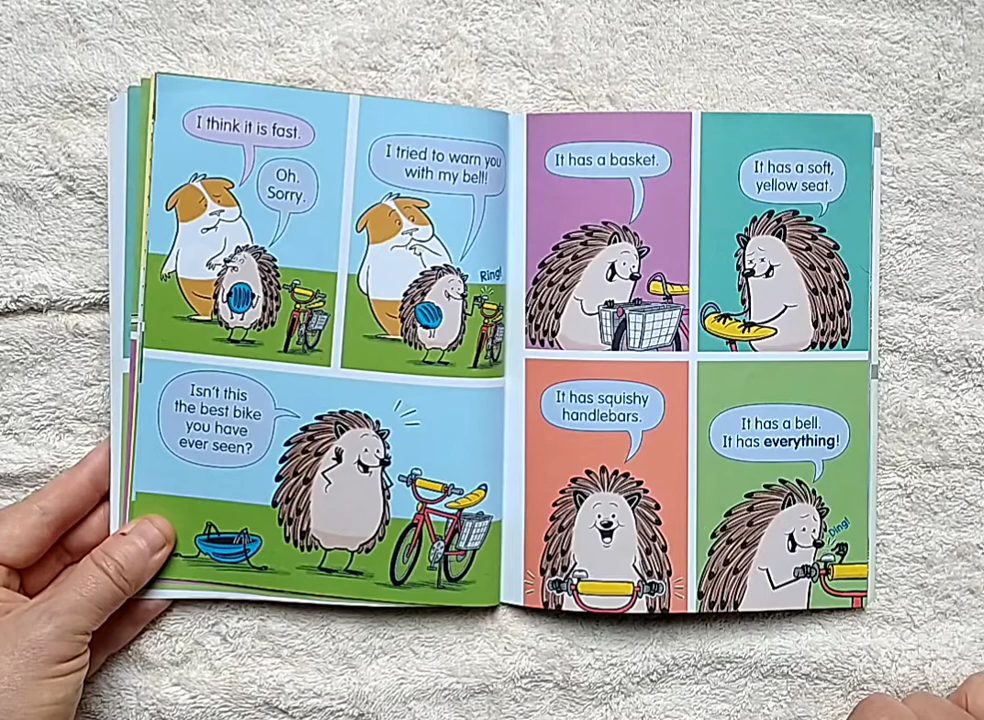 I think it is fast.
Oh.
Sorry.
I tried to warn you
with my bell!
Ring!
Isn't this
the best bike
you have
ever seen?
It has a basket.
It has a soft,
yellow seat.
It has squishy
handlebars.
It has a bell.
It has everything!
Ding!